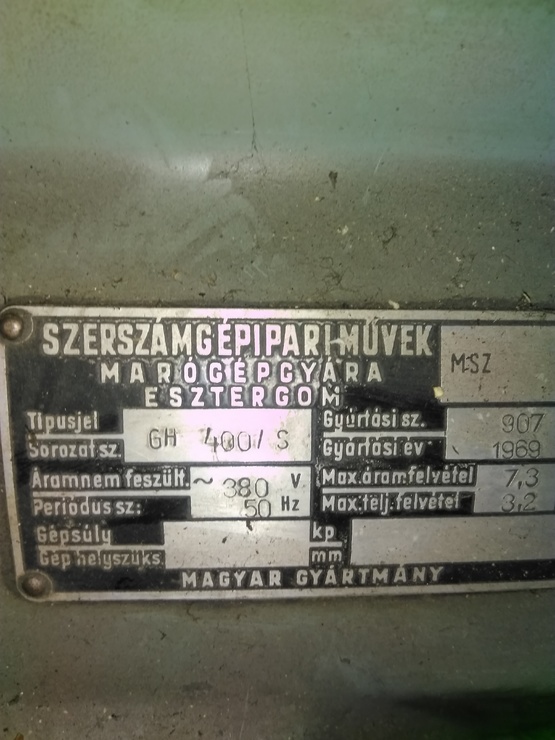 SZERSZÁMGÉPIPARI MŰVEK
MARÓGÉPGYÁRA
ESZTERGOM
MSZ
Tipusjel
Sorozat sz.
GH 400/S
Gyártási sz. 907
Gyártási év 1969
Áramnem feszült. ~ 380 V
Periódus sz: 50 Hz
Max. áramfelvétel 7,3
Max. telj. felvétel 3,2
Gépsúly kp
Gép helyszüks. mm
MAGYAR GYÁRTMÁNY